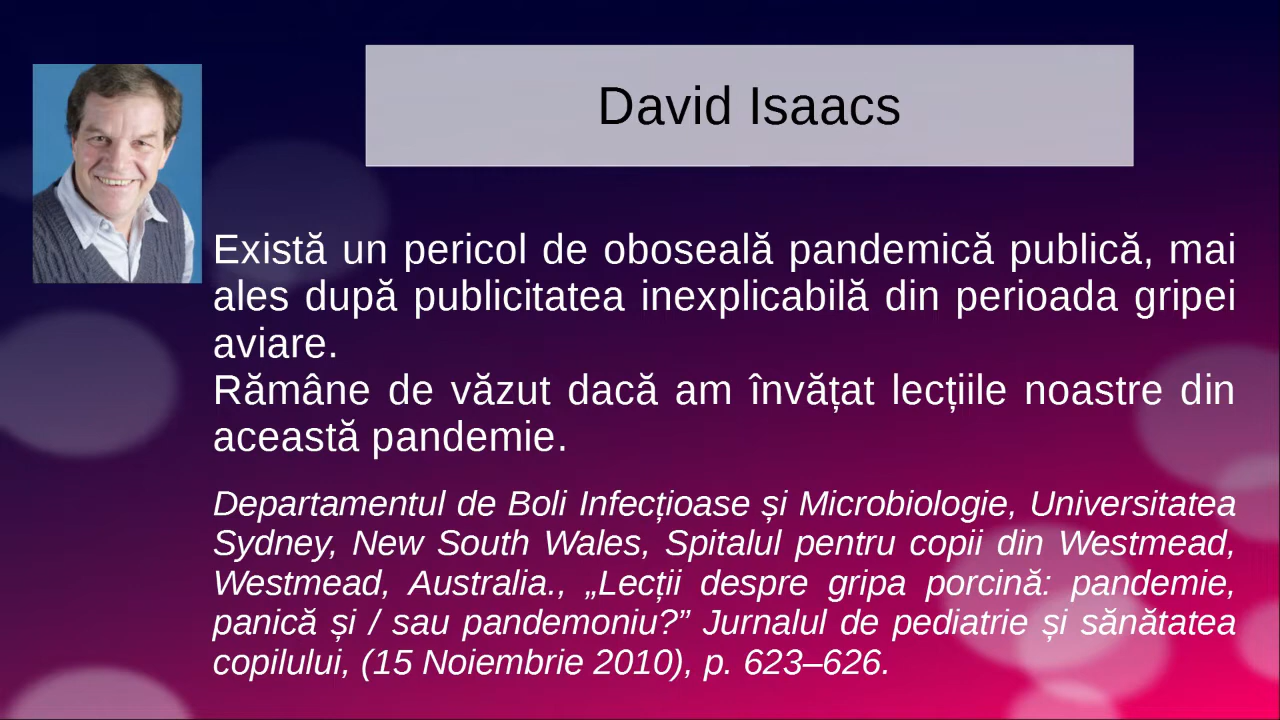 David Isaacs
Există un pericol de oboseală pandemică publică, mai
ales după publicitatea inexplicabilă din perioada gripei
aviare.
Rămâne de văzut dacă am învățat lecțiile noastre din
această pandemie.
Departamentul de Boli Infecțioase și Microbiologie, Universitatea
Sydney, New South Wales, Spitalul pentru copii din Westmead,
Westmead, Australia., „Lecții despre gripa porcină: pandemie,
panică și / sau pandemoniu?” Jurnalul de pediatrie și sănătatea
copilului, (15 Noiembrie 2010), p. 623–626.